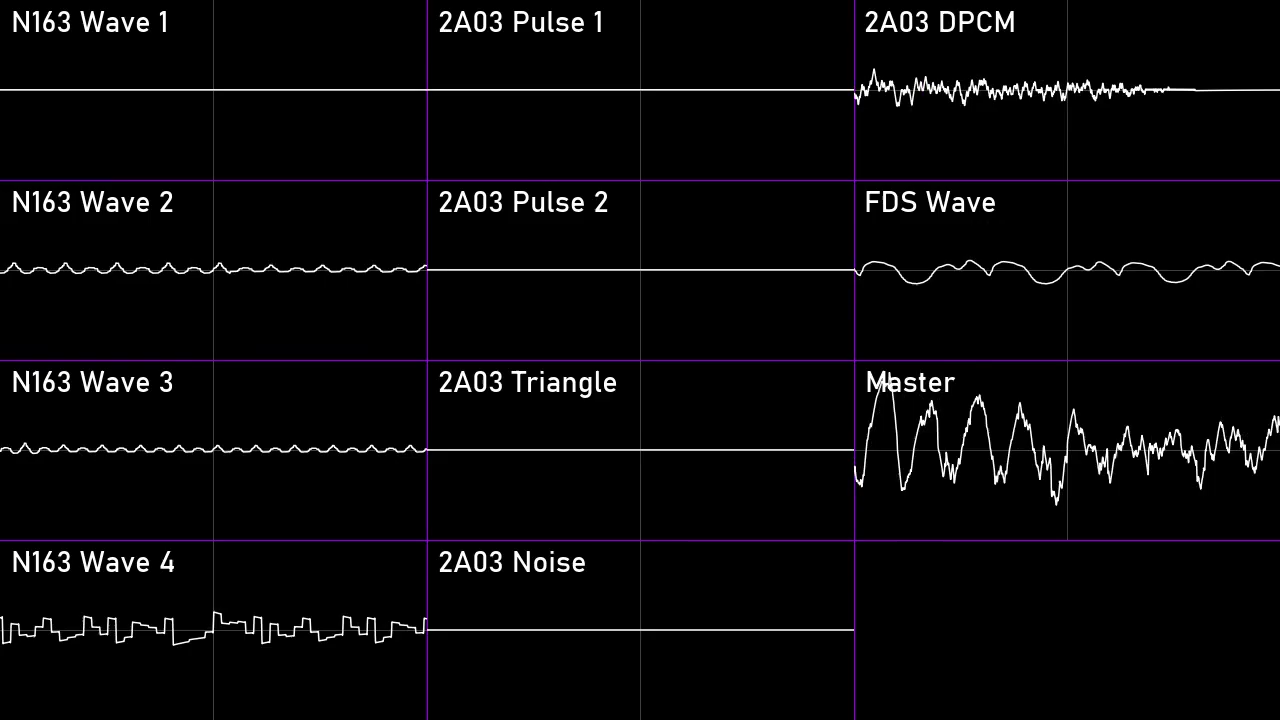 N163 Wave 1
2A03 Pulse 1
2A03 DPCM
N163 Wave 2
2A03 Pulse 2
FDS Wave
N163 Wave 3
2A03 Triangle
Master
N163 Wave 4
2A03 Noise